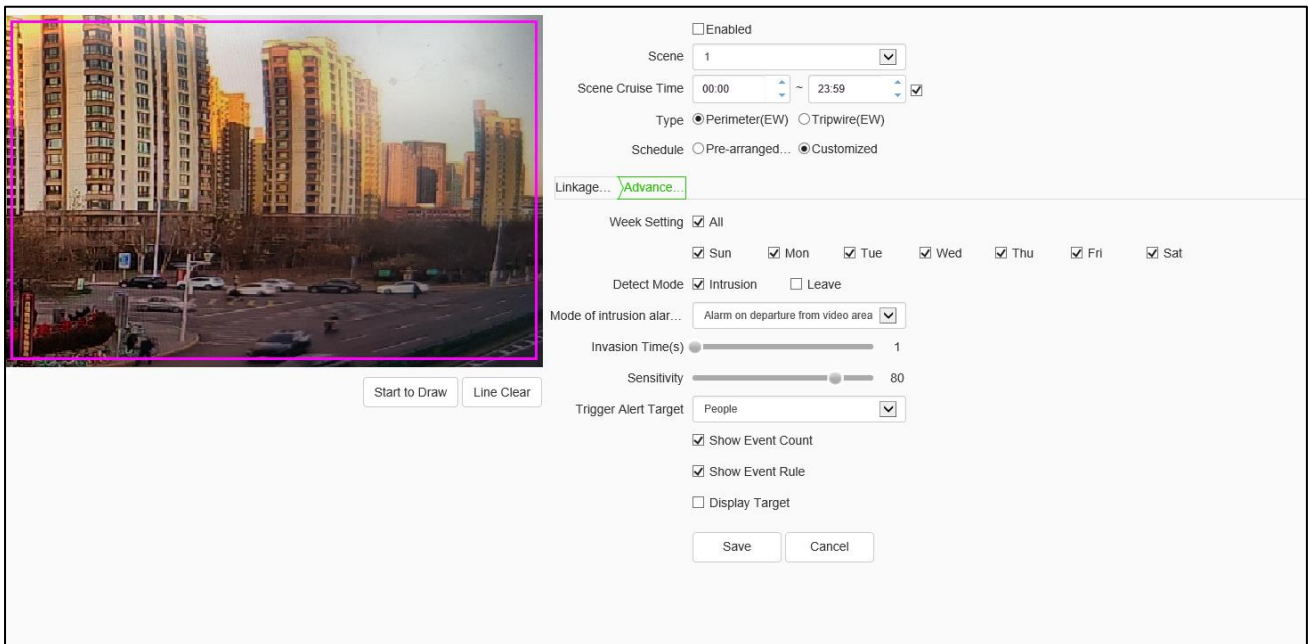 Enabled
Scene 1
Scene Cruise Time 00:00 ~ 23:59
Type Perimeter(EW) Tripwire(EW)
Schedule Pre-arranged... Customized
Linkage... Advance...
Week Setting All
Sun Mon Tue Wed Thu Fri Sat
Detect Mode Intrusion Leave
Mode of intrusion alar... Alarm on departure from video area
Invasion Time(s) 1
Sensitivity 80
Start to Draw Line Clear
Trigger Alert Target People
Show Event Count
Show Event Rule
Display Target
Save Cancel